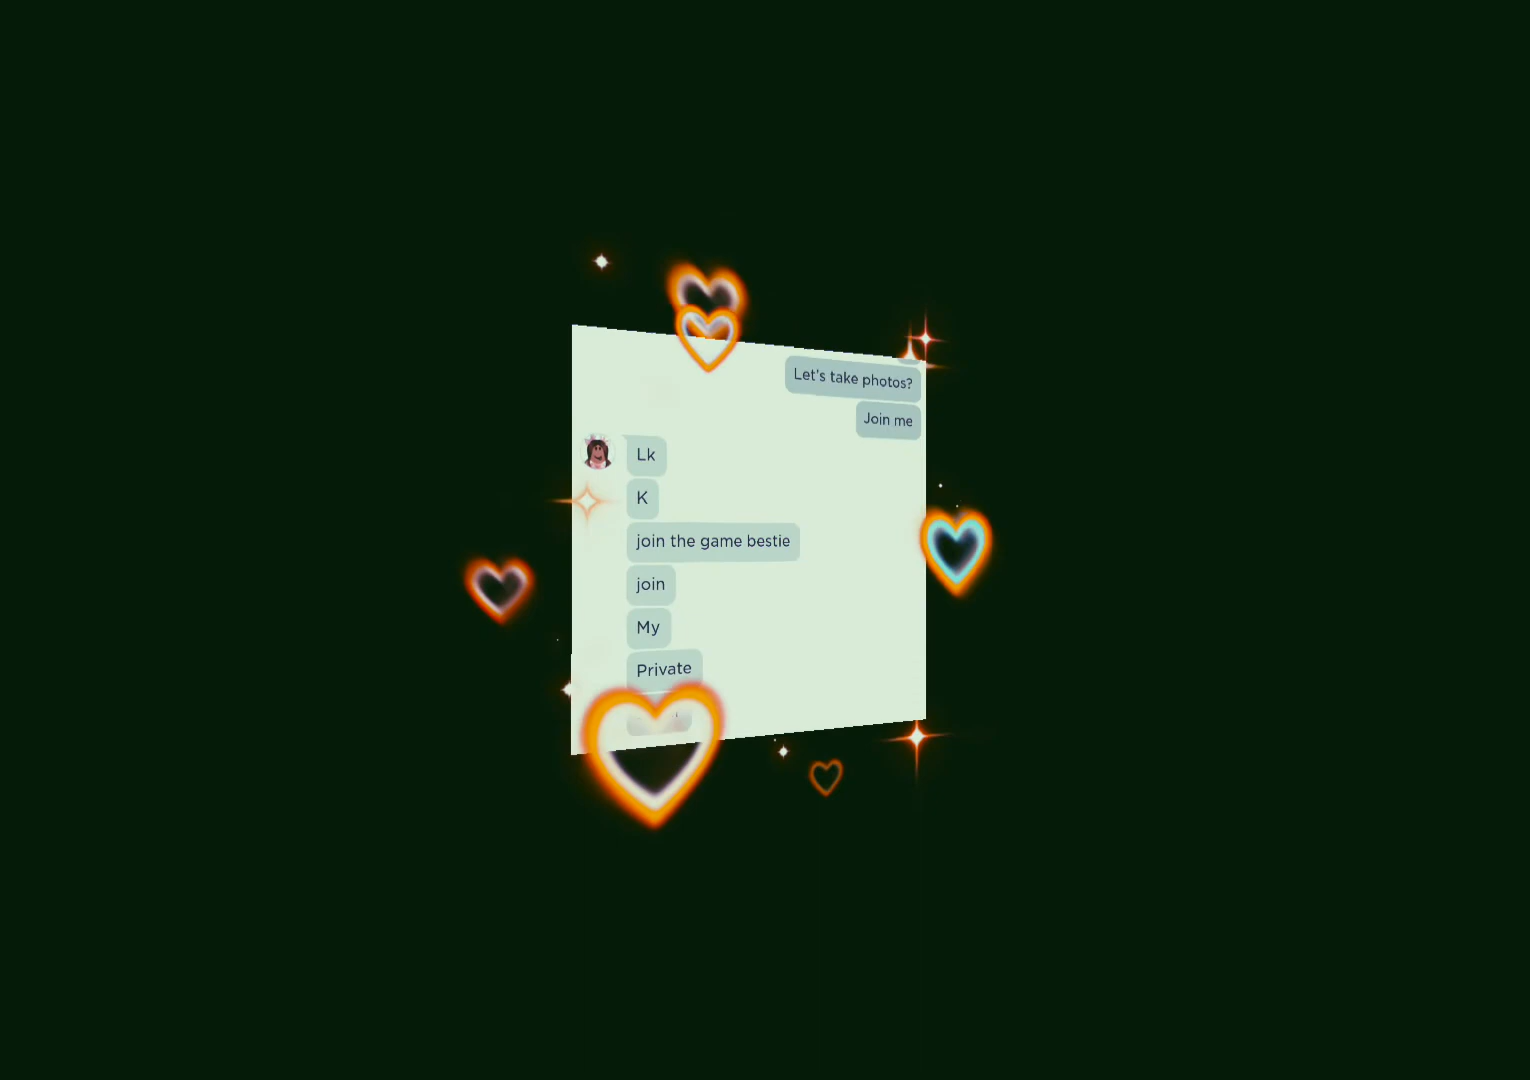 Let's take photos?
Join me
Lk
K
join the game bestie
join
My
Private